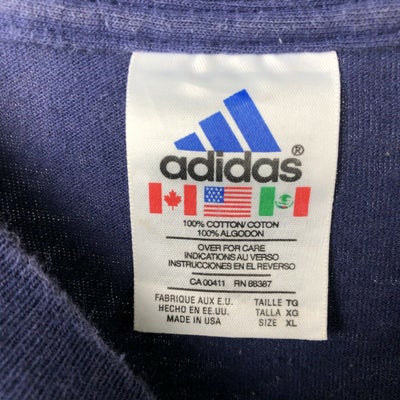 adidas®
100% COTTON/COTON
100% ALGODON
OVER FOR CARE
INDICATIONS AU VERSO
INSTRUCCIONES EN EL REVERSO
CA 00411 RN 88387
FABRIQUE AUX E.U. TAILLE TG
HECHO EN EE.UU. TALLA XG
MADE IN USA SIZE XL